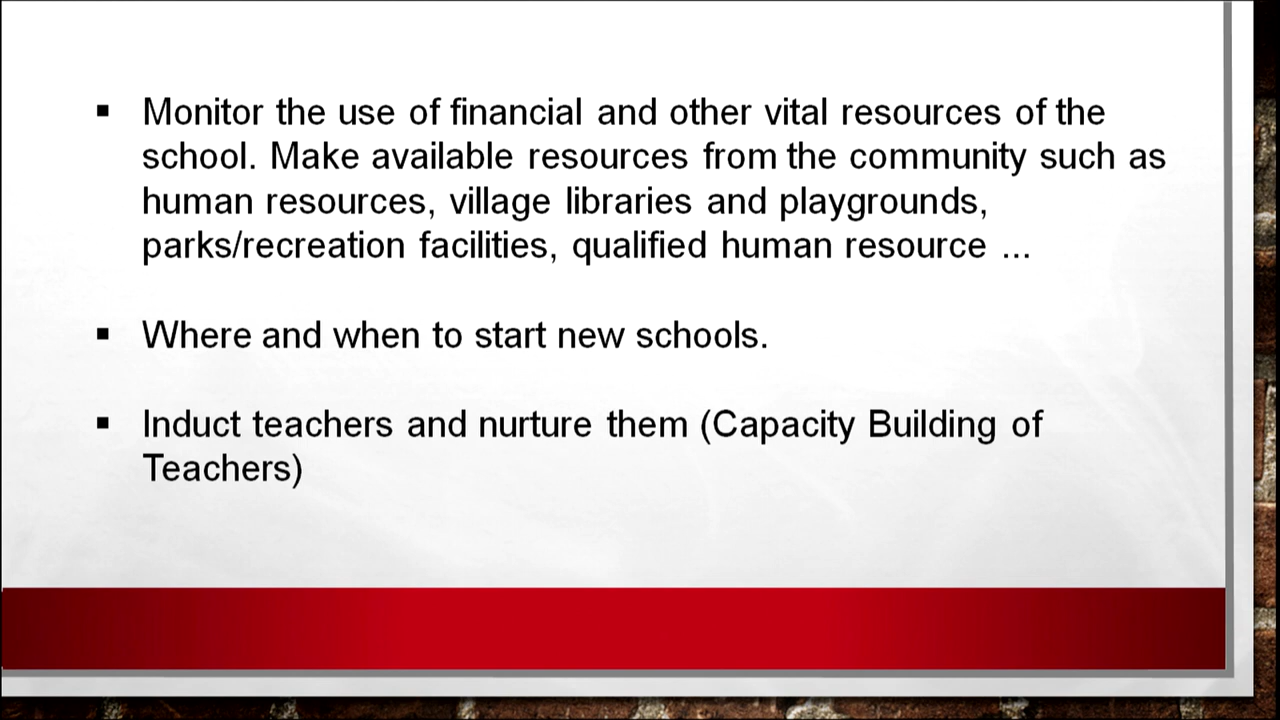 ▪ Monitor the use of financial and other vital resources of the
school. Make available resources from the community such as
human resources, village libraries and playgrounds,
parks/recreation facilities, qualified human resource ...
▪ Where and when to start new schools.
▪ Induct teachers and nurture them (Capacity Building of
Teachers)